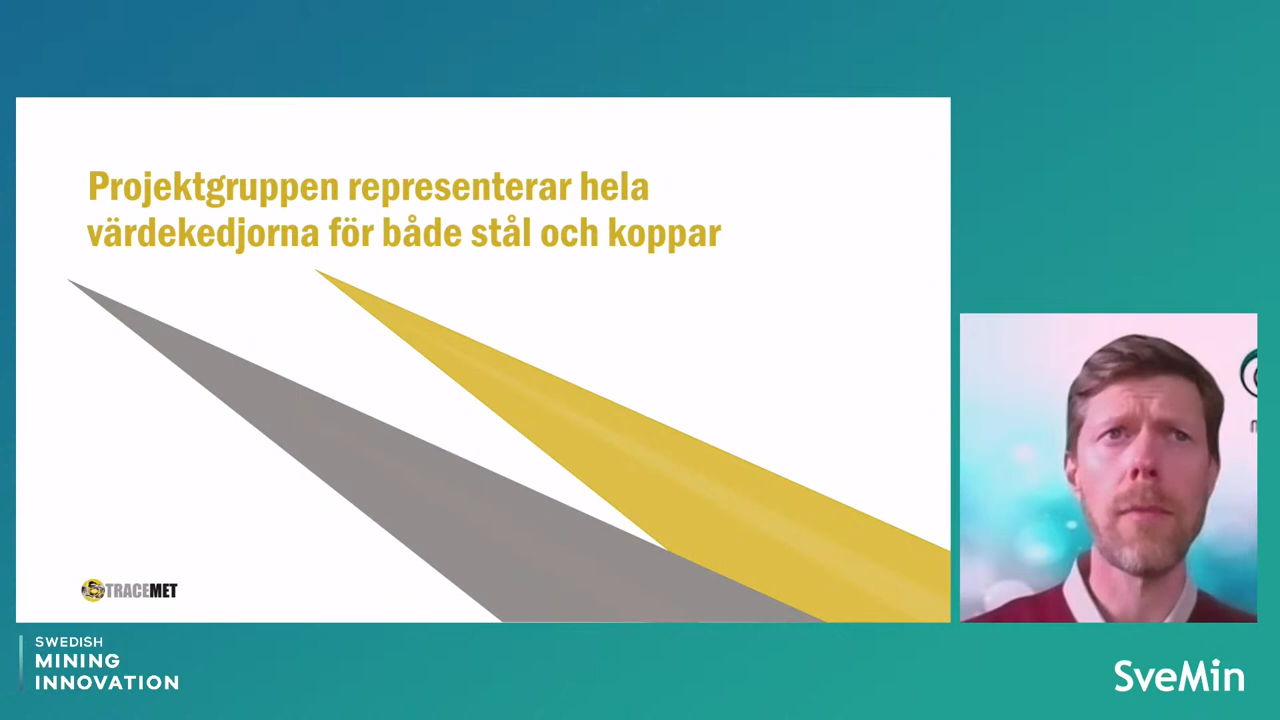 Projektgruppen representerar hela
värdekedjorna för både stål och koppar
TRACEMET
SWEDISH
MINING
INNOVATION
SveMin